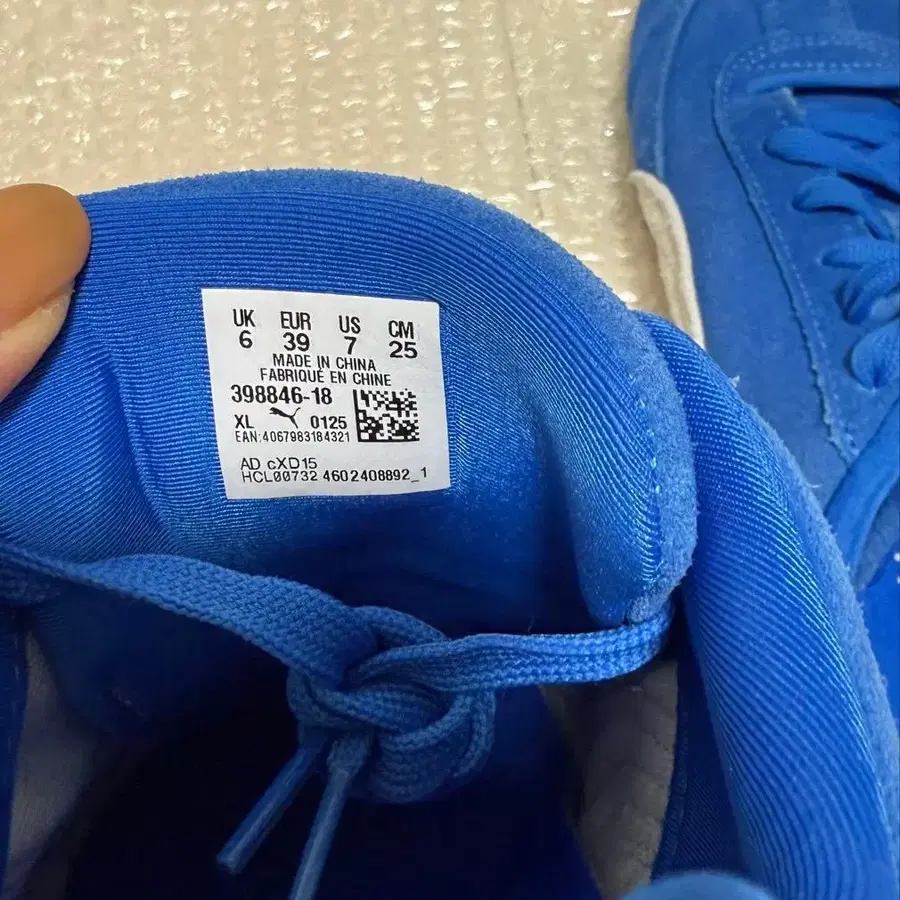 UK EUR US CM
6 39 7 25
MADE IN CHINA
FABRIQUÉ EN CHINE
398846-18
XL 0125
EAN:4067983184321
AD cXD15
HCL00732 4602408892_1